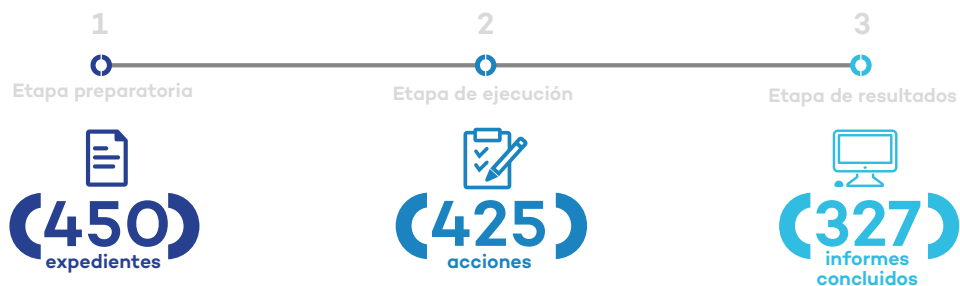 1
2
3
Etapa preparatoria
Etapa de ejecución
Etapa de resultados
(450)
expedientes
(425)
acciones
(327)
informes
concluidos